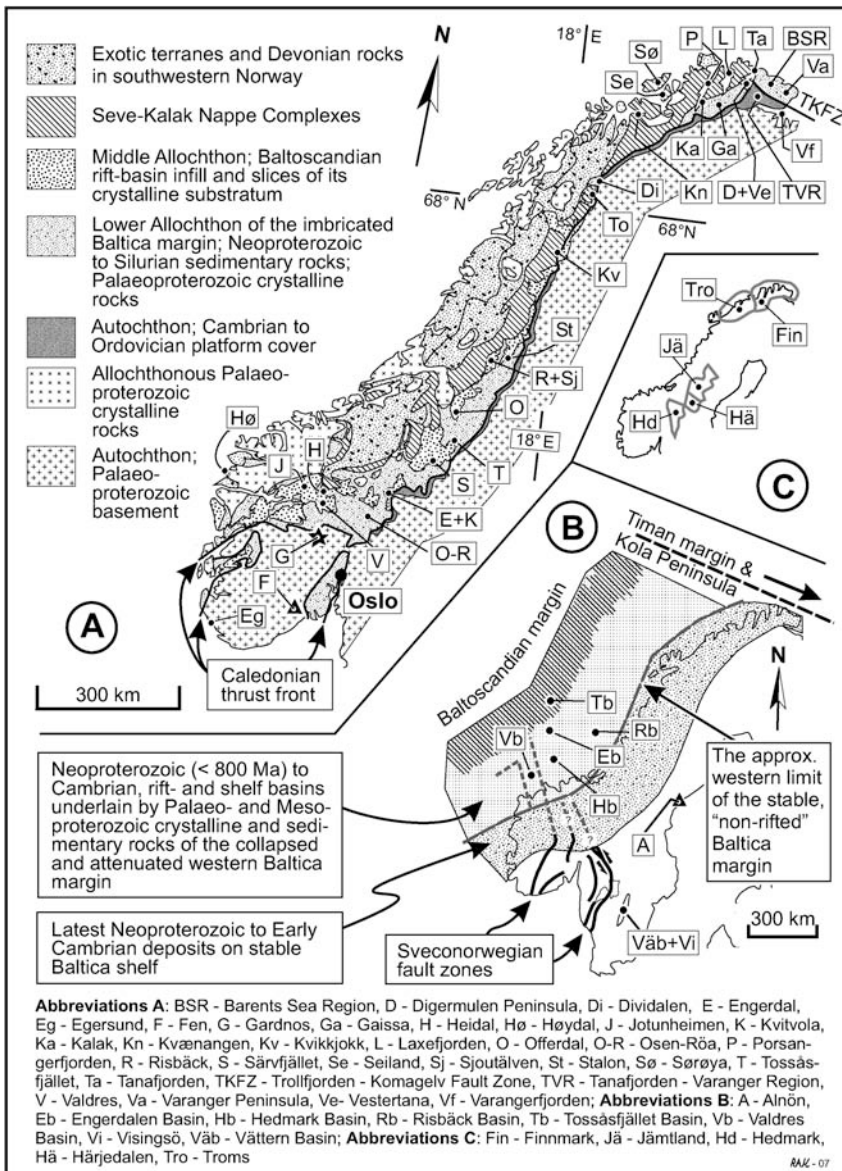 Exotic terranes and Devonian rocks
in southwestern Norway
Seve-Kalak Nappe Complexes
Middle Allochthon; Baltoscandian
rift-basin infill and slices of its
crystalline substratum
Lower Allochthon of the imbricated
Baltica margin; Neoproterozoic
to Silurian sedimentary rocks;
Palaeoproterozoic crystalline
rocks
Autochthon; Cambrian to
Ordovician platform cover
Allochthonous Palaeo-
proterozoic
crystalline
rocks
Autochthon;
Palaeo-
proterozoic
basement
N
18° E
Sø
Se
P
L
Ta
BSR
Va
TKFZ
Ka
Ga
Vf
Di
Kn
D+Ve
TVR
68° N
68° N
To
Kv
St
R+Sj
O
18° E
T
S
E+K
O-R
V
Hø
J
H
G
F
Eg
Oslo
A
Caledonian
thrust front
300 km
C
Tro
Fin
Jä
Hd
Hä
B
Timan margin &
Kola Peninsula
N
Baltoscandian margin
Tb
Rb
Eb
Vb
Hb
?
?
A
Väb+Vi
The approx.
western limit
of the stable,
“non-rifted”
Baltica
margin
300 km
Neoproterozoic (< 800 Ma) to
Cambrian, rift- and shelf basins
underlain by Palaeo- and Meso-
proterozoic crystalline and sedi-
mentary rocks of the collapsed
and attenuated western Baltica
margin
Latest Neoproterozoic to Early
Cambrian deposits on stable
Baltica shelf
Sveconorwegian
fault zones
Abbreviations A: BSR - Barents Sea Region, D - Digermulen Peninsula, Di - Dividalen, E - Engerdal,
Eg - Egersund, F - Fen, G - Gardnos, Ga - Gaissa, H - Heidal, Hø - Høydal, J - Jotunheimen, K - Kvitvola,
Ka - Kalak, Kn - Kvænangen, Kv - Kvikkjokk, L - Laxefjorden, O - Offerdal, O-R - Osen-Röa, P - Porsan-
gerfjorden, R - Risbäck, S - Särvfjället, Se - Seiland, Sj - Sjoutälven, St - Stalon, Sø - Sørøya, T - Tossås-
fjället, Ta - Tanafjorden, TKFZ - Trollfjorden - Komagelv Fault Zone, TVR - Tanafjorden - Varanger Region,
V - Valdres, Va - Varanger Peninsula, Ve- Vestertana, Vf - Varangerfjorden; Abbreviations B: A - Alnön,
Eb - Engerdalen Basin, Hb - Hedmark Basin, Rb - Risbäck Basin, Tb - Tossåsfjället Basin, Vb - Valdres
Basin, Vi - Visingsö, Väb - Vättern Basin; Abbreviations C: Fin - Finnmark, Jä - Jämtland, Hd - Hedmark,
Hä - Härjedalen, Tro - Troms